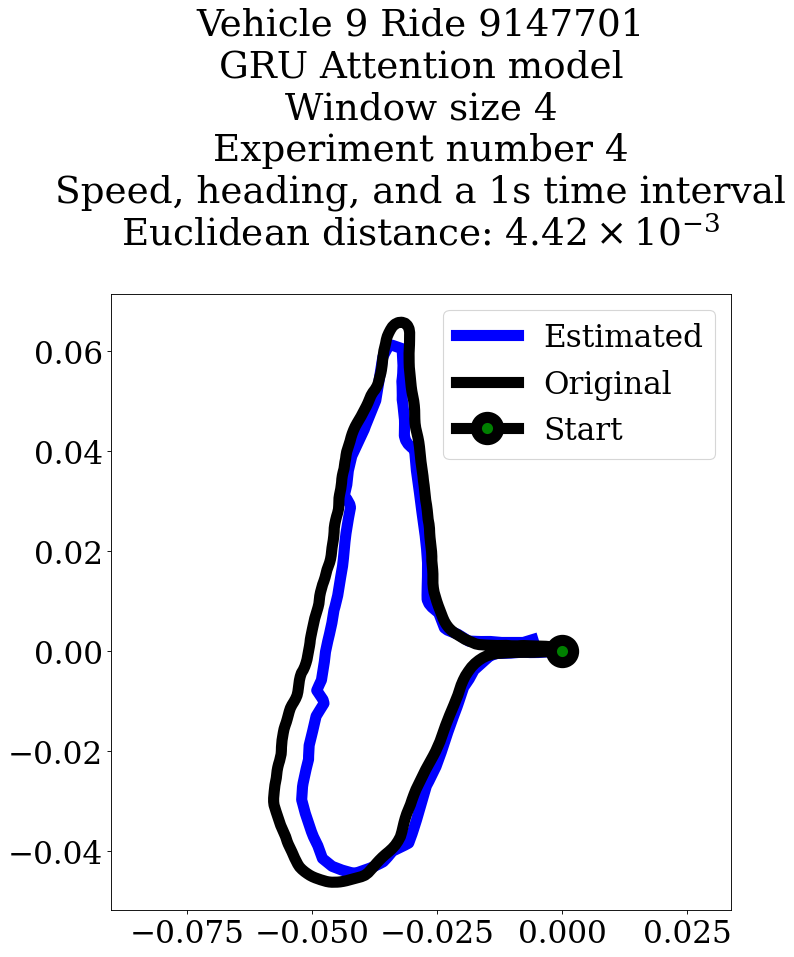 Vehicle 9 Ride 9147701
GRU Attention model
Window size 4
Experiment number 4
Speed, heading, and a 1s time interval
Euclidean distance: 4.42 × 10⁻³
Estimated
Original
Start
0.06
0.04
0.02
0.00
−0.02
−0.04
−0.075 −0.050 −0.025 0.000 0.025